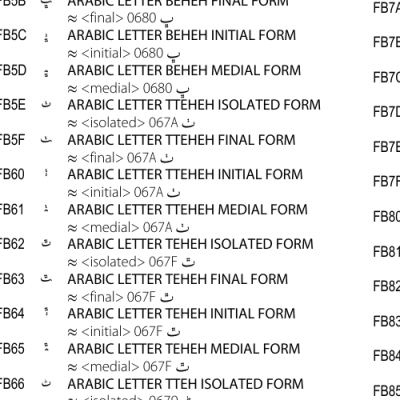 ARABIC LETTER BEHEH FINAL FORM
≈ <final> 0680 ڀ
FB5C ARABIC LETTER BEHEH INITIAL FORM
≈ <initial> 0680 ڀ
FB5D ARABIC LETTER BEHEH MEDIAL FORM
≈ <medial> 0680 ڀ
FB5E ﭞ ARABIC LETTER TTEHEH ISOLATED FORM
≈ <isolated> 067A ٺ
FB5F ﭟ ARABIC LETTER TTEHEH FINAL FORM
≈ <final> 067A ٺ
FB60 ﭠ ARABIC LETTER TTEHEH INITIAL FORM
≈ <initial> 067A ٺ
FB61 ﭡ ARABIC LETTER TTEHEH MEDIAL FORM
≈ <medial> 067A ٺ
FB62 ﭢ ARABIC LETTER TEHEH ISOLATED FORM
≈ <isolated> 067F ٿ
FB63 ﭣ ARABIC LETTER TEHEH FINAL FORM
≈ <final> 067F ٿ
FB64 ﭤ ARABIC LETTER TEHEH INITIAL FORM
≈ <initial> 067F ٿ
FB65 ﭥ ARABIC LETTER TEHEH MEDIAL FORM
≈ <medial> 067F ٿ
FB66 ﭦ ARABIC LETTER TTEH ISOLATED FORM
≈ <isolated> 0679
FB7A
FB7C
FB7D
FB7F
FB80
FB81
FB82
FB83
FB84
FB85